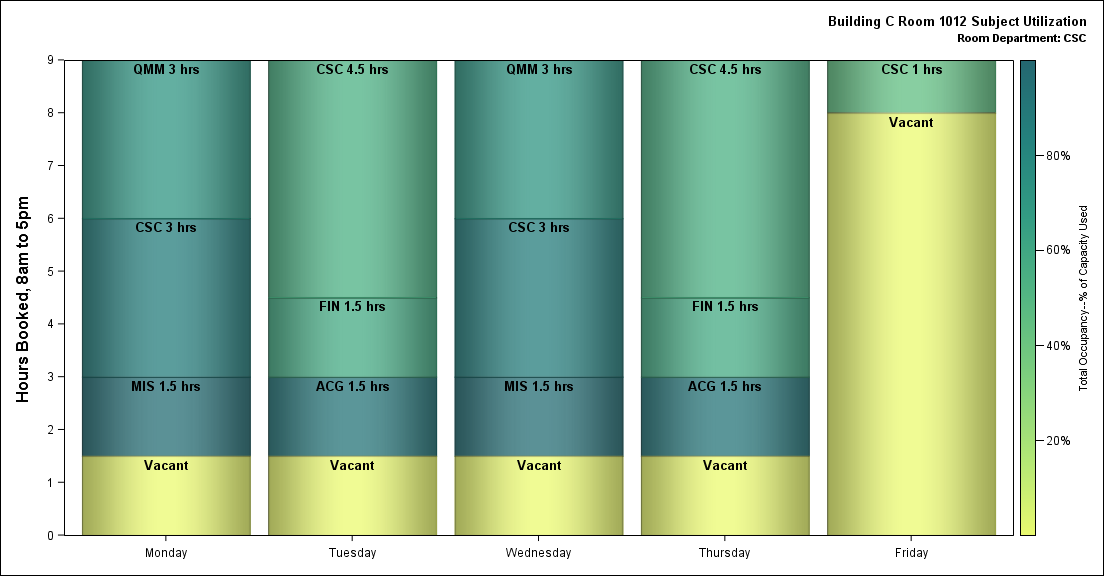 Building C Room 1012 Subject Utilization
Room Department: CSC
Hours Booked, 8am to 5pm
9
8
7
6
5
4
3
2
1
0
QMM 3 hrs
CSC 3 hrs
MIS 1.5 hrs
Vacant
CSC 4.5 hrs
FIN 1.5 hrs
ACG 1.5 hrs
Vacant
QMM 3 hrs
CSC 3 hrs
MIS 1.5 hrs
Vacant
CSC 4.5 hrs
FIN 1.5 hrs
ACG 1.5 hrs
Vacant
CSC 1 hrs
Vacant
Monday
Tuesday
Wednesday
Thursday
Friday
80%
60%
40%
20%
Total Occupancy--% of Capacity Used